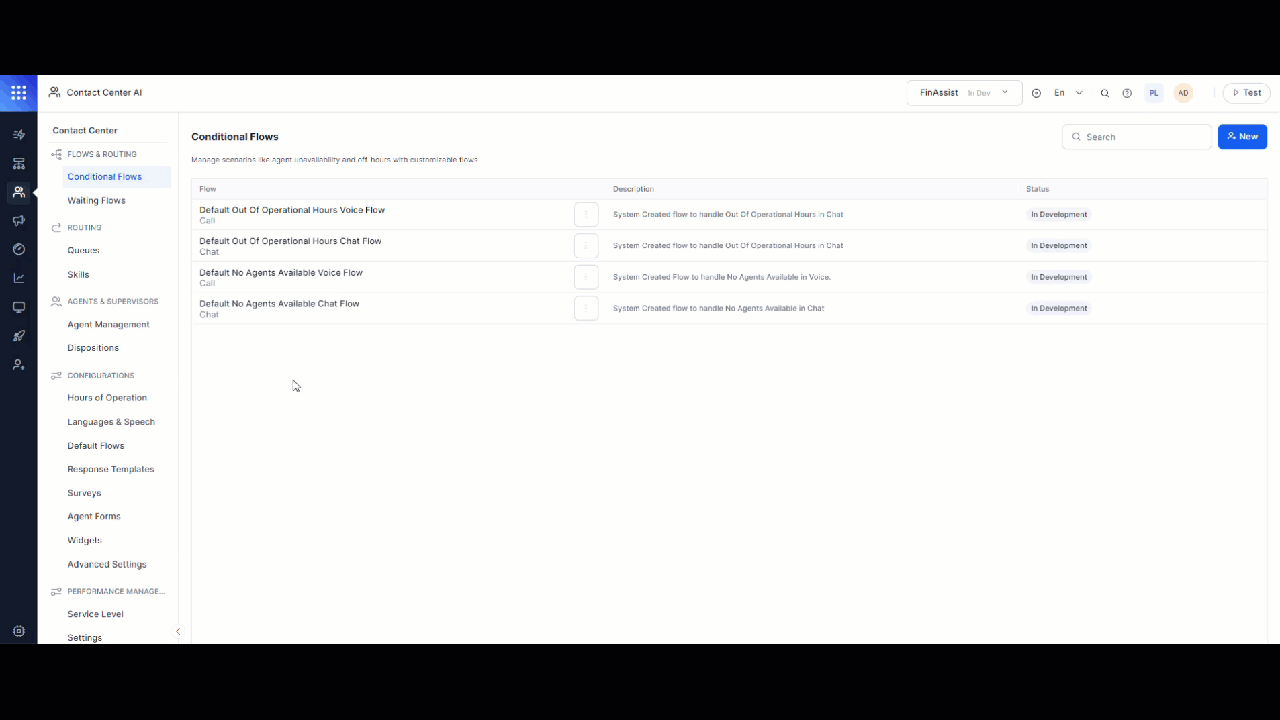 Contact Center AI
FinAssist In Dev
En
PL
AD
Test
Contact Center
FLOWS & ROUTING
Conditional Flows
Waiting Flows
ROUTING
Queues
Skills
AGENTS & SUPERVISORS
Agent Management
Dispositions
CONFIGURATIONS
Hours of Operation
Languages & Speech
Default Flows
Response Templates
Surveys
Agent Forms
Widgets
Advanced Settings
PERFORMANCE MANAGE...
Service Level
Settings
Conditional Flows
Search
New
Manage scenarios like agent unavailability and off-hours with customizable flows
Flow Description Status
Default Out Of Operational Hours Voice Flow
Call
System Created flow to handle Out Of Operational Hours in Chat
In Development
Default Out Of Operational Hours Chat Flow
Chat
System Created flow to handle Out Of Operational Hours in Chat
In Development
Default No Agents Available Voice Flow
Call
System Created Flow to handle No Agents Available in Voice.
In Development
Default No Agents Available Chat Flow
Chat
System Created flow to handle No Agents Available in Chat
In Development